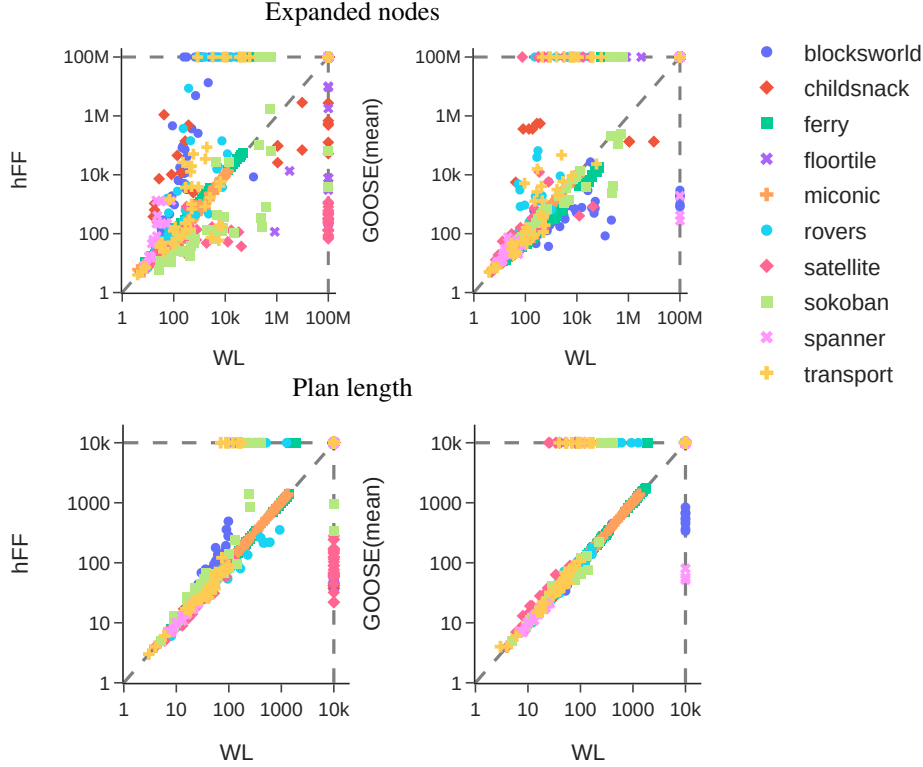 Expanded nodes
100M
1M
10k
100
1
hFF
1
100
10k
1M
100M
WL
100M
1M
10k
100
1
GOOSE(mean)
1
100
10k
1M
100M
WL
blocksworld
childsnack
ferry
floortile
miconic
rovers
satellite
sokoban
spanner
transport
Plan length
10k
1000
100
10
1
hFF
1
10
100
1000
10k
WL
10k
1000
100
10
1
GOOSE(mean)
1
10
100
1000
10k
WL